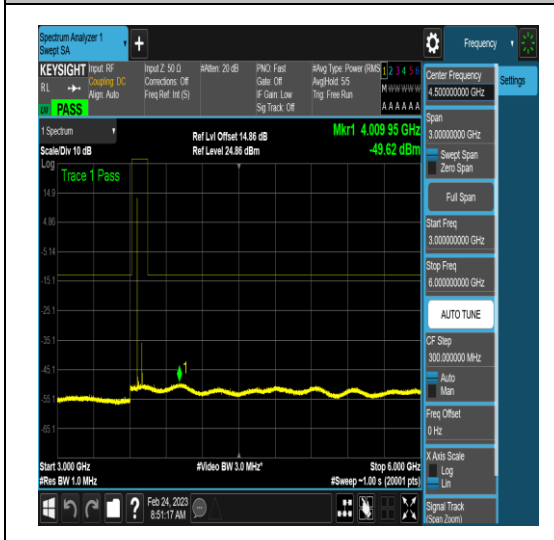 Spectrum Analyzer 1
Swept SA
Frequency
KEYSIGHT
RL
PASS
Input: RF
Coupling: DC
Align: Auto
Input Z: 50 Ω
Corrections: Off
Freq Ref: Int (S)
#Atten: 20 dB
PNO: Fast
Gate: Off
IF Gain: Low
Sig Track: Off
#Avg Type: Power (RMS
Avg|Hold: 5/5
Trig: Free Run
1 2 3 4 5 6
M W W W W W
A A A A A A
Center Frequency
4.500000000 GHz
Settings
Span
3.00000000 GHz
Swept Span
Zero Span
Full Span
Start Freq
3.000000000 GHz
Stop Freq
6.000000000 GHz
AUTO TUNE
CF Step
300.000000 MHz
Auto
Man
Freq Offset
0 Hz
X Axis Scale
Log
Lin
Signal Track
(Span Zoom)
1 Spectrum
Scale/Div 10 dB
Ref Lvl Offset 14.86 dB
Ref Level 24.86 dBm
Mkr1 4.009 95 GHz
-49.62 dBm
Log
Trace 1 Pass
14.9
4.86
-5.14
-15.1
-25.1
-35.1
-45.1
-55.1
-65.1
1
Start 3.000 GHz
#Res BW 1.0 MHz
#Video BW 3.0 MHz*
Stop 6.000 GHz
#Sweep ~1.00 s (20001 pts)
?
Feb 24, 2023
8:51:17 AM